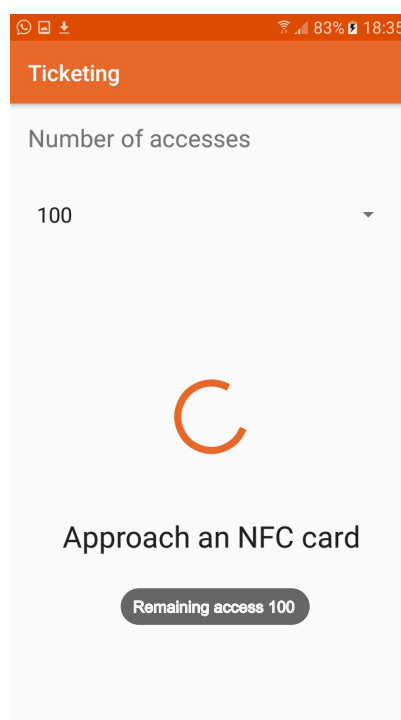 83% 18:35
Ticketing
Number of accesses
100
Approach an NFC card
Remaining access 100